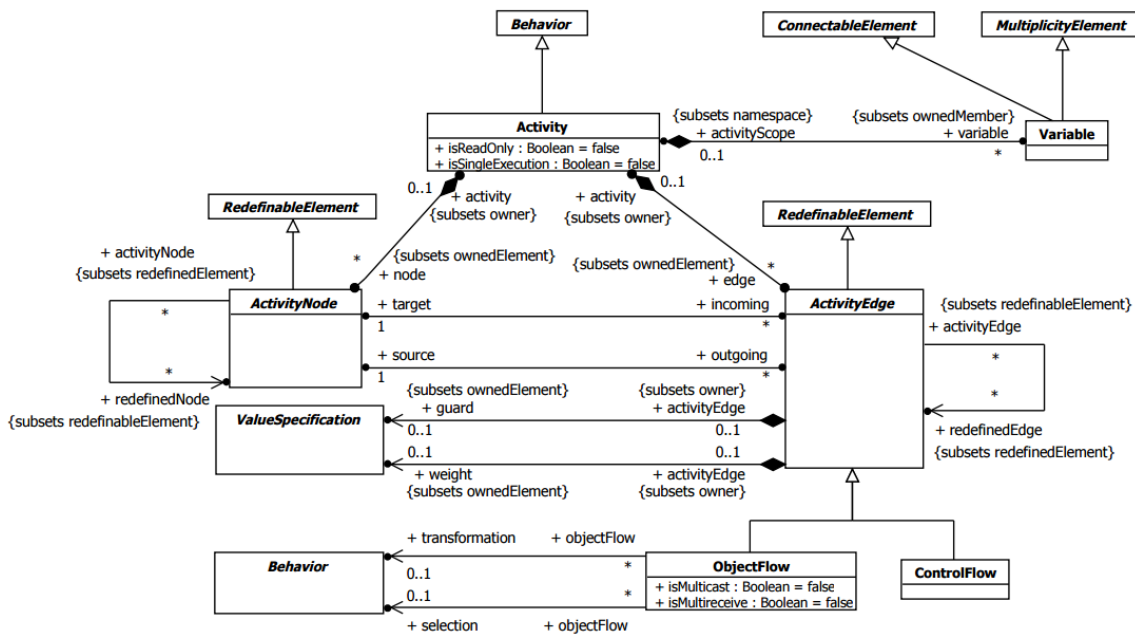 Behavior
ConnectableElement
MultiplicityElement
{subsets namespace}
{subsets ownedMember}
Activity
+ activityScope
+ variable
Variable
+ isReadOnly : Boolean = false
+ isSingleExecution : Boolean = false
0..1
*
0..1
+ activity
{subsets owner}
0..1
+ activity
{subsets owner}
RedefinableElement
RedefinableElement
+ activityNode
{subsets redefinedElement}
*
{subsets ownedElement}
+ node
{subsets ownedElement}
*
+ edge
ActivityNode
+ target
+ incoming
ActivityEdge
{subsets redefinableElement}
+ activityEdge
*
1
*
+ source
+ outgoing
*
*
1
*
*
+ redefinedNode
{subsets redefinableElement}
{subsets ownedElement}
{subsets owner}
+ guard
+ activityEdge
+ redefinedEdge
{subsets redefinedElement}
ValueSpecification
0..1
0..1
0..1
0..1
+ weight
+ activityEdge
{subsets ownedElement}
{subsets owner}
+ transformation
+ objectFlow
Behavior
ObjectFlow
ControlFlow
0..1
*
+ isMulticast : Boolean = false
+ isMultireceive : Boolean = false
0..1
*
+ selection
+ objectFlow